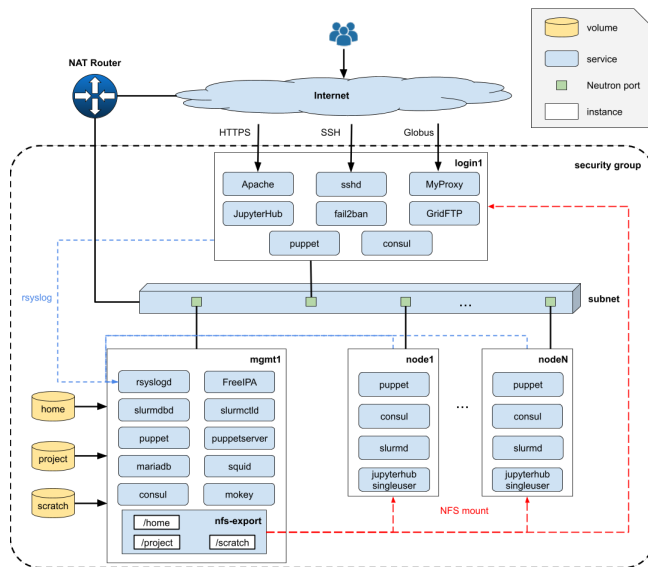 volume
service
Neutron port
instance
NAT Router
Internet
HTTPS
SSH
Globus
login1
security group
Apache
sshd
MyProxy
JupyterHub
fail2ban
GridFTP
puppet
consul
rsyslog
...
subnet
mgmt1
node1
nodeN
rsyslogd
FreeIPA
puppet
puppet
home
slurmdbd
slurmctld
consul
...
consul
project
puppet
puppetserver
slurmd
slurmd
mariadb
squid
jupyterhub
singleuser
jupyterhub
singleuser
scratch
consul
mokey
NFS mount
/home
nfs-export
/project
/scratch